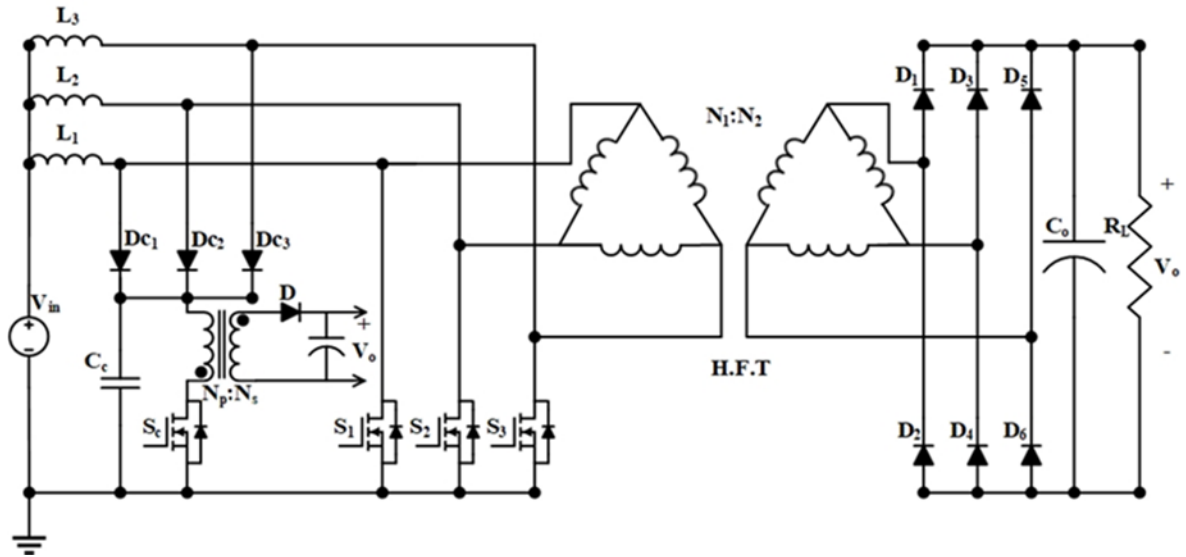 L3
L2
L1
N1:N2
D1 D3 D5
+
Dc1 Dc2 Dc3
Co RL
Vo
D
Vin
+
-
+
Vo
Cc
-
H.F.T
Np:Ns
Sc S1 S2 S3
D2 D4 D6